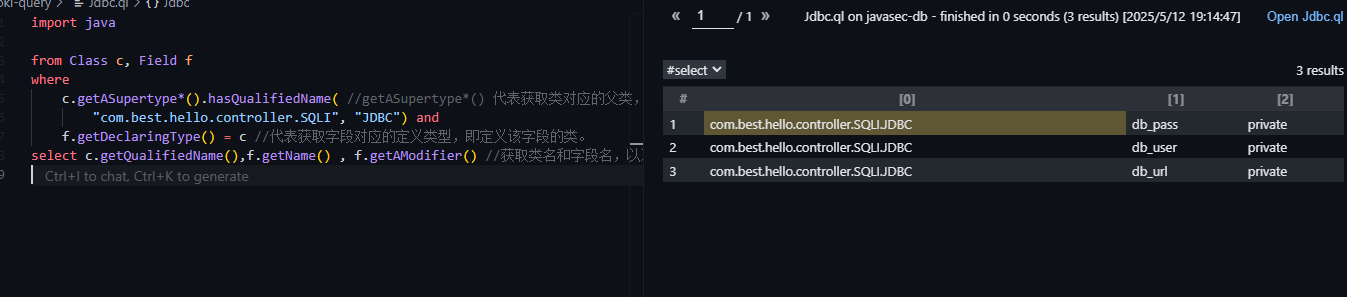 oki-query > Jdbc.ql > {} Jdbc
import java
from Class c, Field f
where
c.getASupertype*().hasQualifiedName( //getASupertype*() 代表获取类对应的父类，
"com.best.hello.controller.SQLI", "JDBC") and
f.getDeclaringType() = c //代表获取字段对应的定义类型，即定义该字段的类。
select c.getQualifiedName(),f.getName() , f.getAModifier() //获取类名和字段名，以
9 Ctrl+I to chat, Ctrl+K to generate
« 1 / 1 » Jdbc.ql on javasec-db - finished in 0 seconds (3 results) [2025/5/12 19:14:47] Open Jdbc.ql
#select 3 results
# [0] [1] [2]
1 com.best.hello.controller.SQLI.JDBC db_pass private
2 com.best.hello.controller.SQLI.JDBC db_user private
3 com.best.hello.controller.SQLI.JDBC db_url private